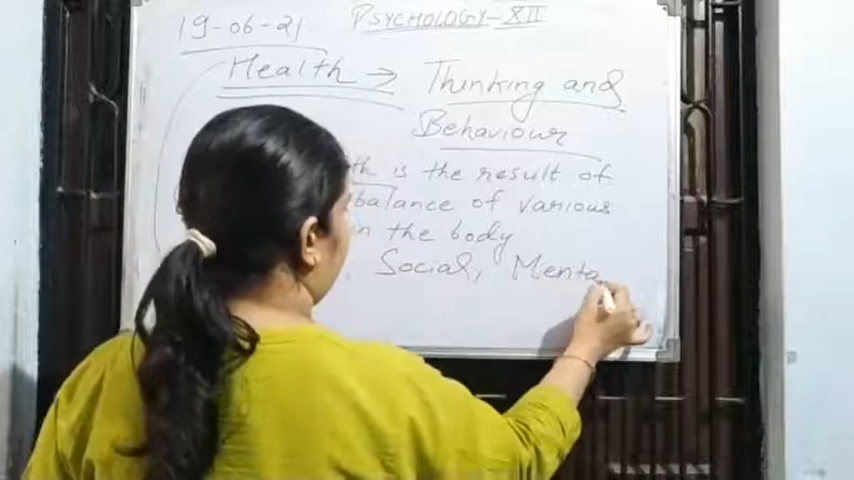 19-06-21 PSYCHOLOGY-XII
Health → Thinking and
Behaviour
is the result of
balance of various
in the body
Social, Menta